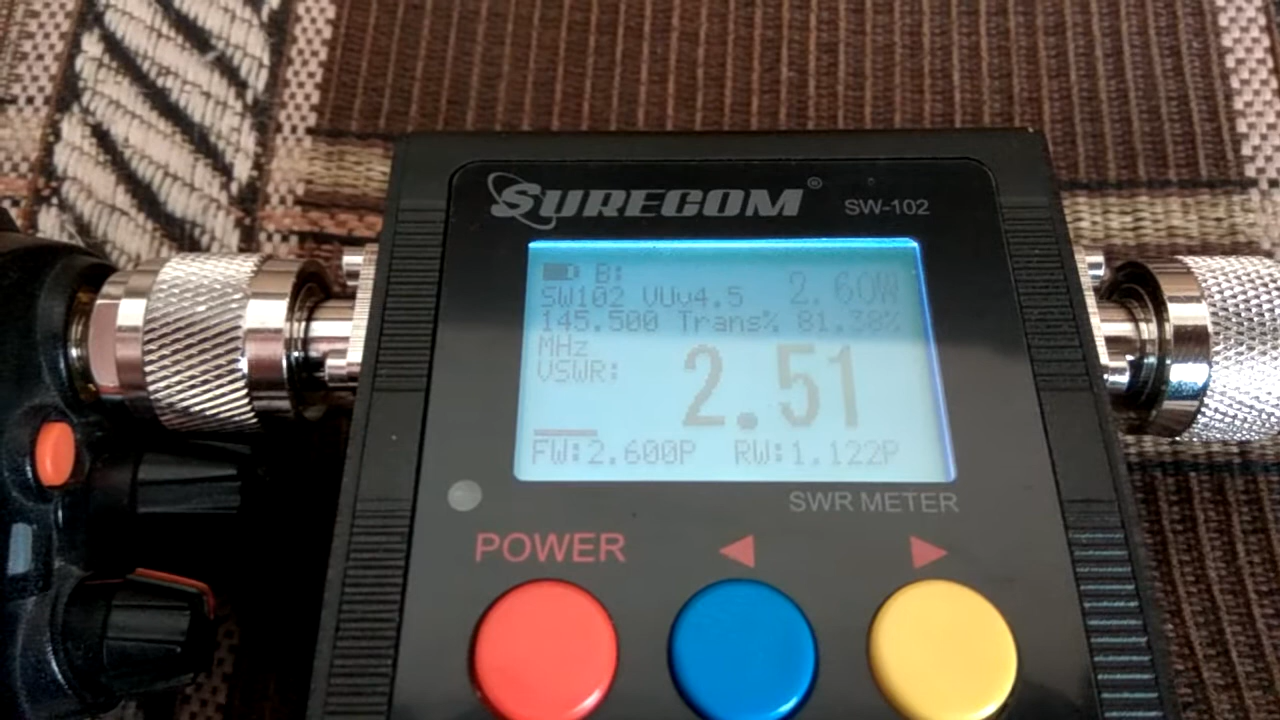 SURECOM®
SW-102
B:
SW102 VUv4.5 2.60W
145.500 Trans% 81.38%
MHz
VSWR: 2.51
FW:2.600P RW:1.122P
SWR METER
POWER